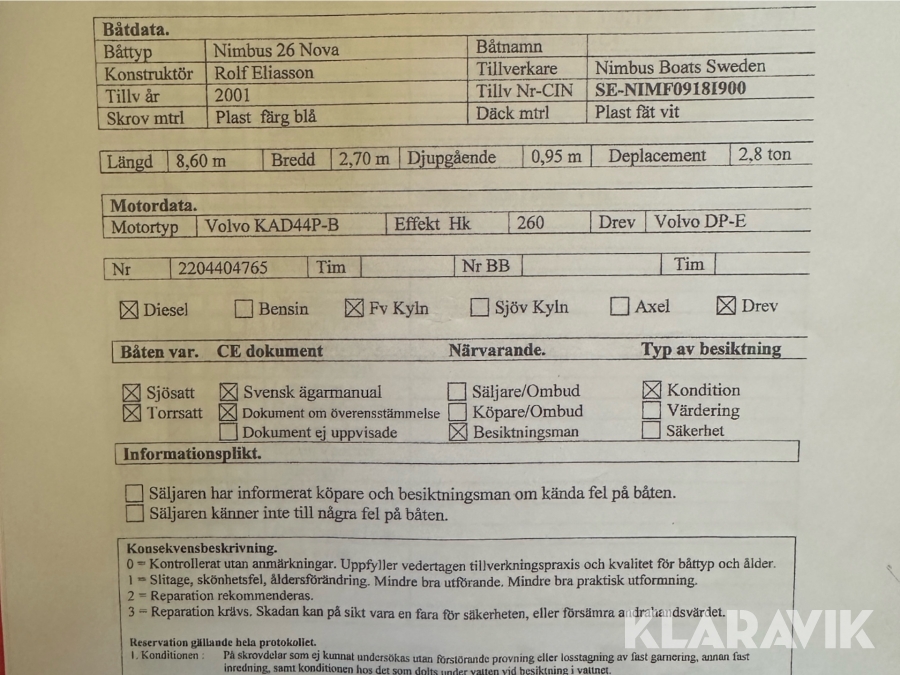 Båtdata.
Båttyp Nimbus 26 Nova Båtnamn
Konstruktör Rolf Eliasson Tillverkare Nimbus Boats Sweden
Tillv år 2001 Tillv Nr-CIN SE-NIMF0918I900
Skrov mtrl Plast färg blå Däck mtrl Plast fät vit
Längd 8,60 m Bredd 2,70 m Djupgående 0,95 m Deplacement 2,8 ton
Motordata.
Motortyp Volvo KAD44P-B Effekt Hk 260 Drev Volvo DP-E
Nr 2204404765 Tim Nr BB Tim
Diesel Bensin Fv Kyln Sjöv Kyln Axel Drev
Båten var. CE dokument Närvarande. Typ av besiktning
Sjösatt Svensk ägarmanual Säljare/Ombud Kondition
Torrsatt Dokument om överensstämmelse Köpare/Ombud Värdering
Dokument ej uppvisade Besiktningsman Säkerhet
Informationsplikt.
Säljaren har informerat köpare och besiktningsman om kända fel på båten.
Säljaren känner inte till några fel på båten.
Konsekvensbeskrivning.
0 = Kontrollerat utan anmärkningar. Uppfyller vedertagen tillverkningspraxis och kvalitet för båttyp och ålder.
1 = Slitage, skönhetsfel, åldersförändring. Mindre bra utförande. Mindre bra praktisk utformning.
2 = Reparation rekommenderas.
3 = Reparation krävs. Skadan kan på sikt vara en fara för säkerheten, eller försämra andrahandsvärdet.
Reservation gällande hela protokollet.
1. Konditionen : På skrovdelar som ej kunnat undersökas utan förstörande provning eller losstagning av fast garnering, annan fast
inredning, samt konditionen hos det som dolts under vatten vid besiktning i vattnet.
KLARAVIK